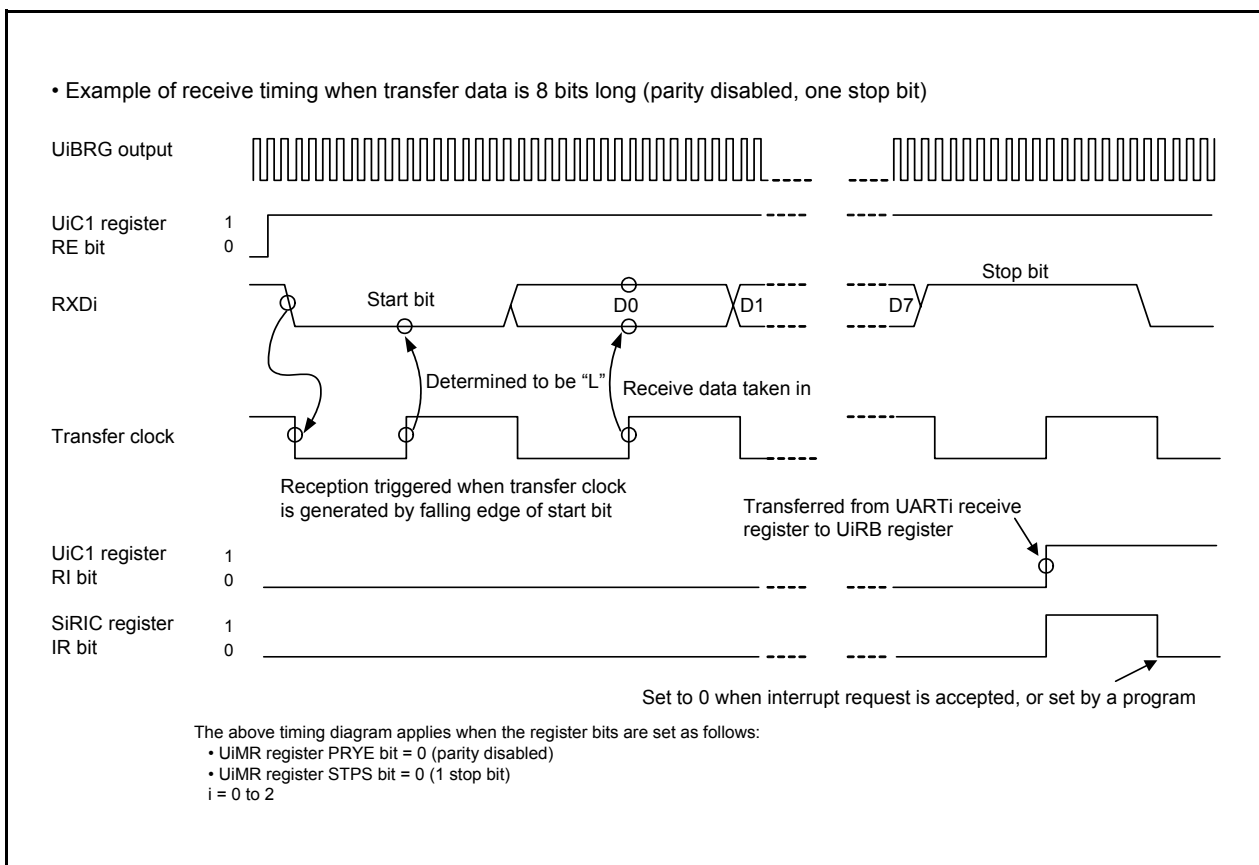 • Example of receive timing when transfer data is 8 bits long (parity disabled, one stop bit)
UiBRG output
UiC1 register
RE bit
1
0
RXDi
Start bit
D0
D1
D7
Stop bit
Determined to be “L”
Receive data taken in
Transfer clock
Reception triggered when transfer clock
is generated by falling edge of start bit
Transferred from UARTi receive
register to UiRB register
UiC1 register
RI bit
1
0
SiRIC register
IR bit
1
0
Set to 0 when interrupt request is accepted, or set by a program
The above timing diagram applies when the register bits are set as follows:
• UiMR register PRYE bit = 0 (parity disabled)
• UiMR register STPS bit = 0 (1 stop bit)
i = 0 to 2